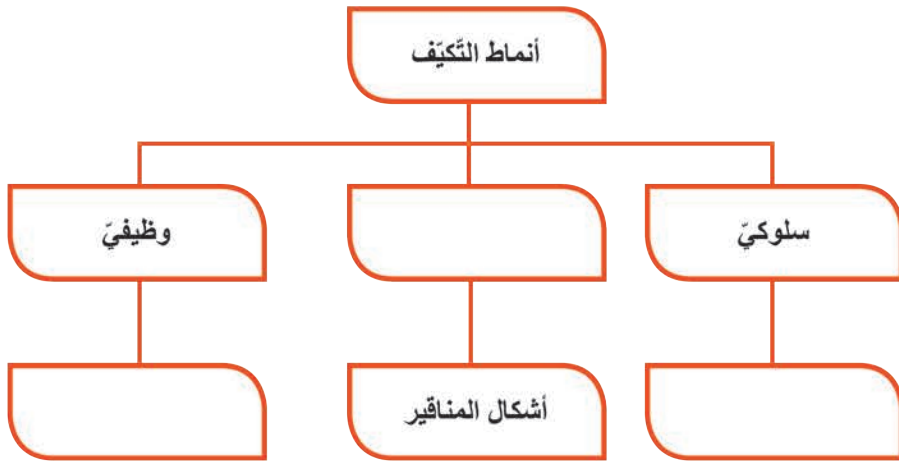 أنماط التّكيّف
سلوكيّ
وظيفيّ
أشكال المناقير